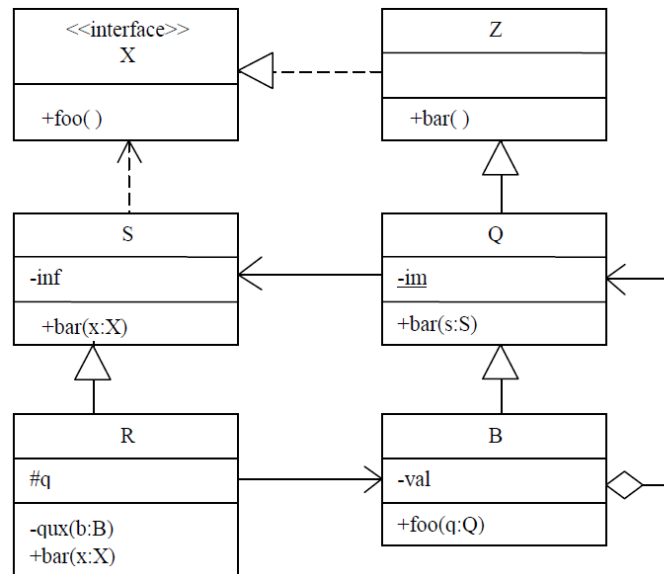 <<interface>>
X
+foo( )
Z
+bar( )
S
-inf
+bar(x:X)
Q
-im
+bar(s:S)
R
#q
-qux(b:B)
+bar(x:X)
B
-val
+foo(q:Q)